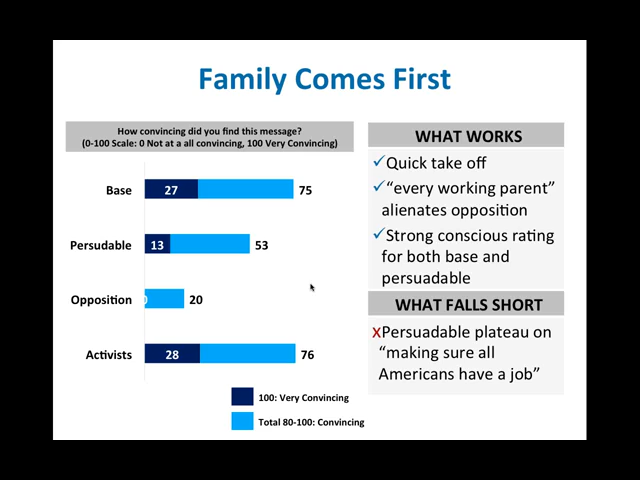 Family Comes First
How convincing did you find this message?
(0-100 Scale: 0 Not at a all convincing, 100 Very Convincing)
Base 27 75
Persudable 13 53
Opposition 0 20
Activists 28 76
100: Very Convincing
Total 80-100: Convincing
WHAT WORKS
✓Quick take off
✓“every working parent”
alienates opposition
✓Strong conscious rating
for both base and
persuadable
WHAT FALLS SHORT
xPersuadable plateau on
“making sure all
Americans have a job”